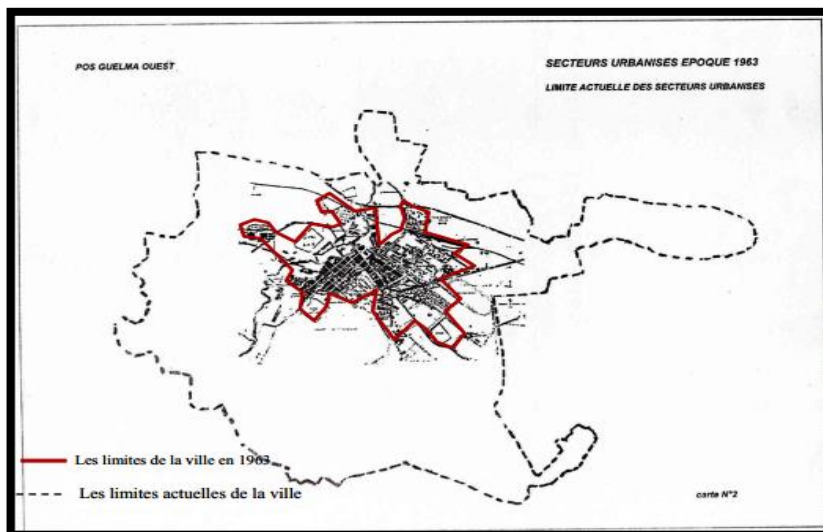 POS GUELMA OUEST
SECTEURS URBANISES EPOQUE 1963
LIMITE ACTUELLE DES SECTEURS URBANISES
Les limites de la ville en 1963
Les limites actuelles de la ville
carte N°2